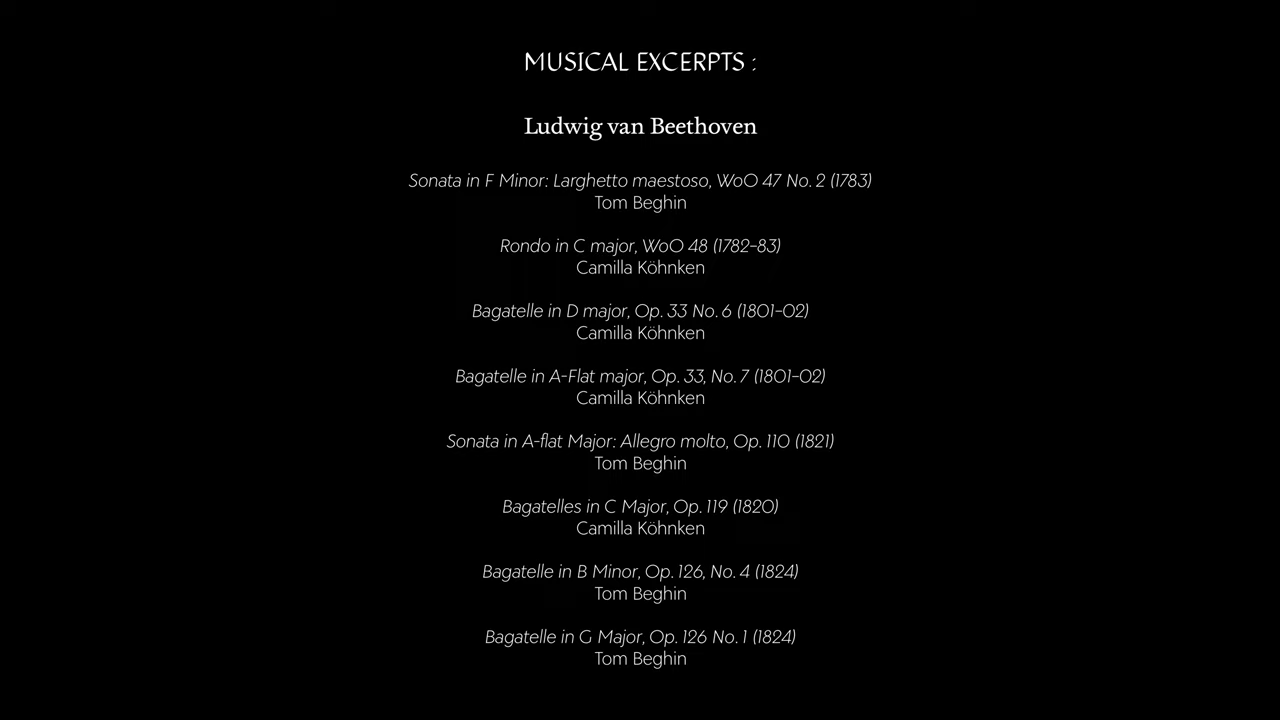 MUSICAL EXCERPTS :
Ludwig van Beethoven
Sonata in F Minor: Larghetto maestoso, WoO 47 No. 2 (1783)
Tom Beghin
Rondo in C major, WoO 48 (1782–83)
Camilla Köhnken
Bagatelle in D major, Op. 33 No. 6 (1801–02)
Camilla Köhnken
Bagatelle in A-Flat major, Op. 33, No. 7 (1801–02)
Camilla Köhnken
Sonata in A-flat Major: Allegro molto, Op. 110 (1821)
Tom Beghin
Bagatelles in C Major, Op. 119 (1820)
Camilla Köhnken
Bagatelle in B Minor, Op. 126, No. 4 (1824)
Tom Beghin
Bagatelle in G Major, Op. 126 No. 1 (1824)
Tom Beghin